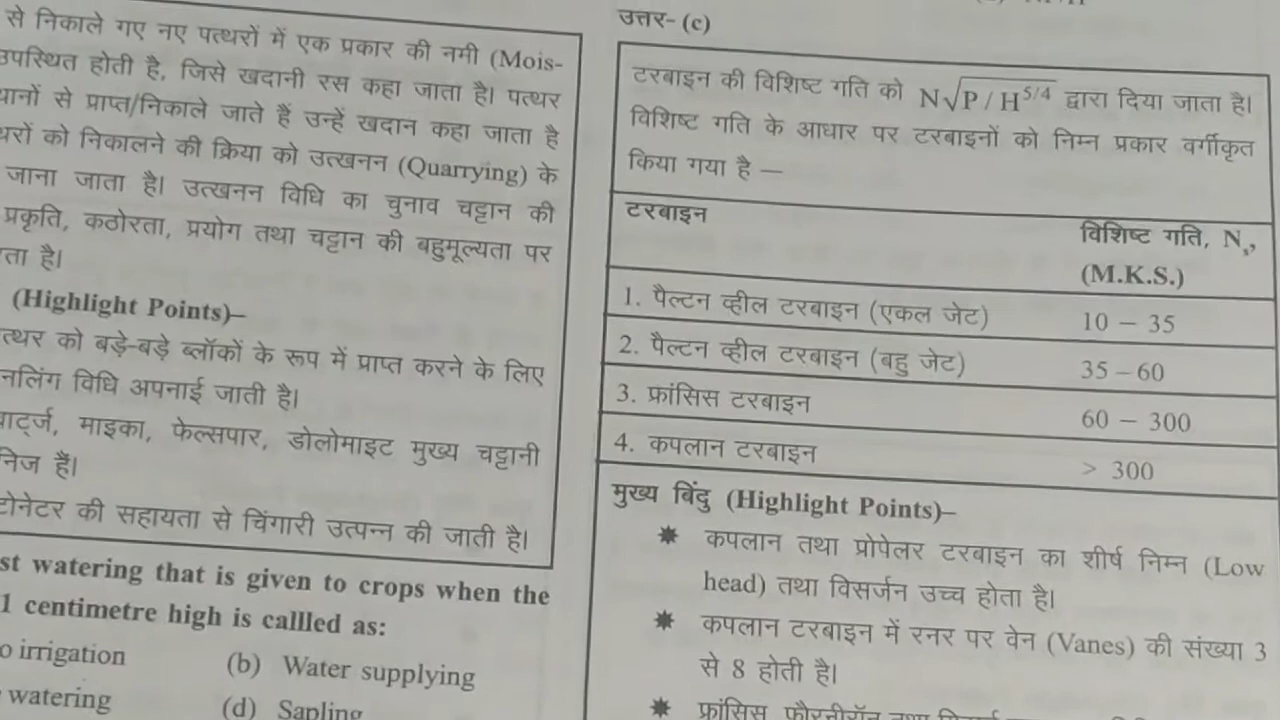 से निकाले गए नए पत्थरों में एक प्रकार की नमी (Mois-
उपस्थित होती है, जिसे खदानी रस कहा जाता है। पत्थर
से प्राप्त/निकाले जाते हैं उन्हें खदान कहा जाता है
को निकालने की क्रिया को उत्खनन (Quarrying) के
जाना जाता है। उत्खनन विधि का चुनाव चट्टान की
प्रकृति, कठोरता, प्रयोग तथा चट्टान की बहुमूल्यता पर
है।
(Highlight Points)–
को बड़े-बड़े ब्लॉकों के रूप में प्राप्त करने के लिए
विधि अपनाई जाती है।
माइका, फेल्सपार, डोलोमाइट मुख्य चट्टानी
हैं।
की सहायता से चिंगारी उत्पन्न की जाती है।
st watering that is given to crops when the
1 centimetre high is callled as:
o irrigation (b) Water supplying
watering (d) Sapling
उत्तर- (c)
टरबाइन की विशिष्ट गति को N√P / H^5/4 द्वारा दिया जाता है।
विशिष्ट गति के आधार पर टरबाइनों को निम्न प्रकार वर्गीकृत
किया गया है —
टरबाइन विशिष्ट गति, Ns,
(M.K.S.)
1. पैल्टन व्हील टरबाइन (एकल जेट) 10 – 35
2. पैल्टन व्हील टरबाइन (बहु जेट) 35 – 60
3. फ्रांसिस टरबाइन 60 – 300
4. कपलान टरबाइन > 300
मुख्य बिंदु (Highlight Points)–
✷ कपलान तथा प्रोपेलर टरबाइन का शीर्ष निम्न (Low
head) तथा विसर्जन उच्च होता है।
✷ कपलान टरबाइन में रनर पर वेन (Vanes) की संख्या 3
से 8 होती है।
✷ फ्रांसिस